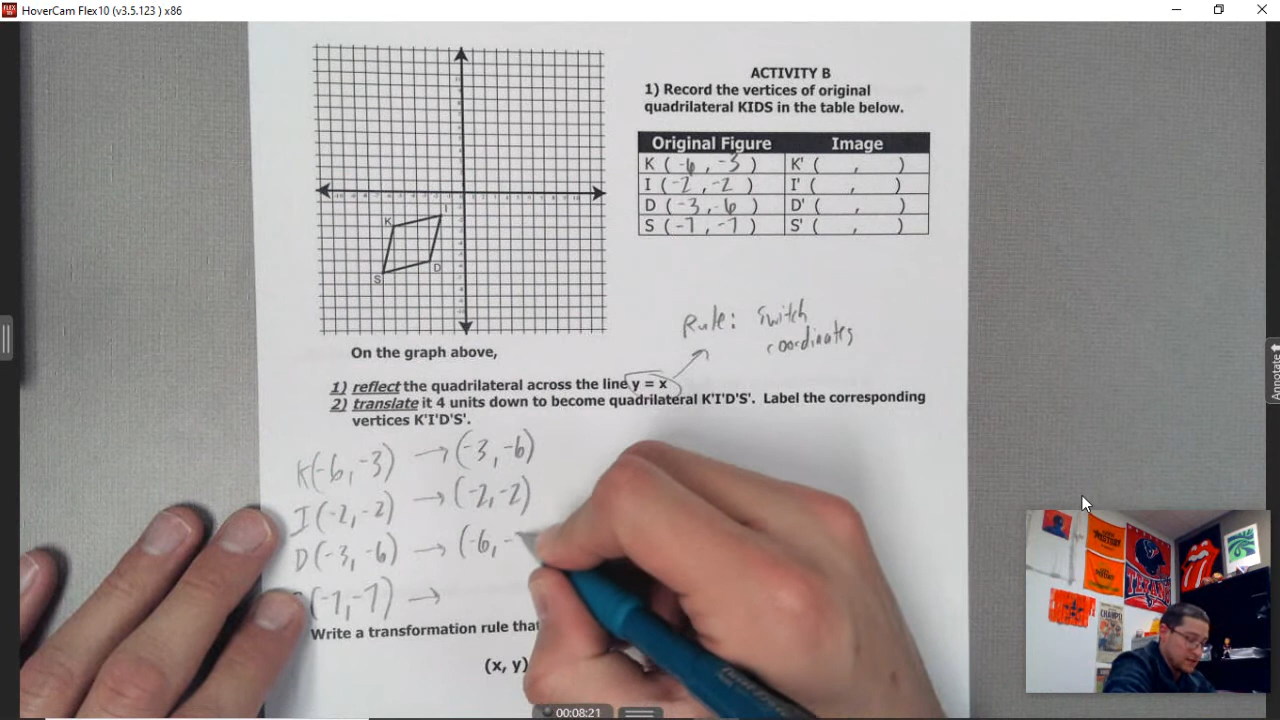 HoverCam Flex10 (v3.5.123 ) x86
ACTIVITY B
1) Record the vertices of original
quadrilateral KIDS in the table below.
Original Figure Image
K ( -6 , -3 ) K' ( , )
I ( -2 , -2 ) I' ( , )
D ( -3 , -6 ) D' ( , )
S ( -7 , -7 ) S' ( , )
K
I
D
S
Rule: Switch
coordinates
On the graph above,
1) reflect the quadrilateral across the line y = x
2) translate it 4 units down to become quadrilateral K'I'D'S'. Label the corresponding
vertices K'I'D'S'.
K(-6, -3) → (-3, -6)
I(-2, -2) → (-2, -2)
D(-3, -6) → (-6, -
(-7, -7) →
Write a transformation rule
(x, y)
00:08:21
Annotate
TEXANS